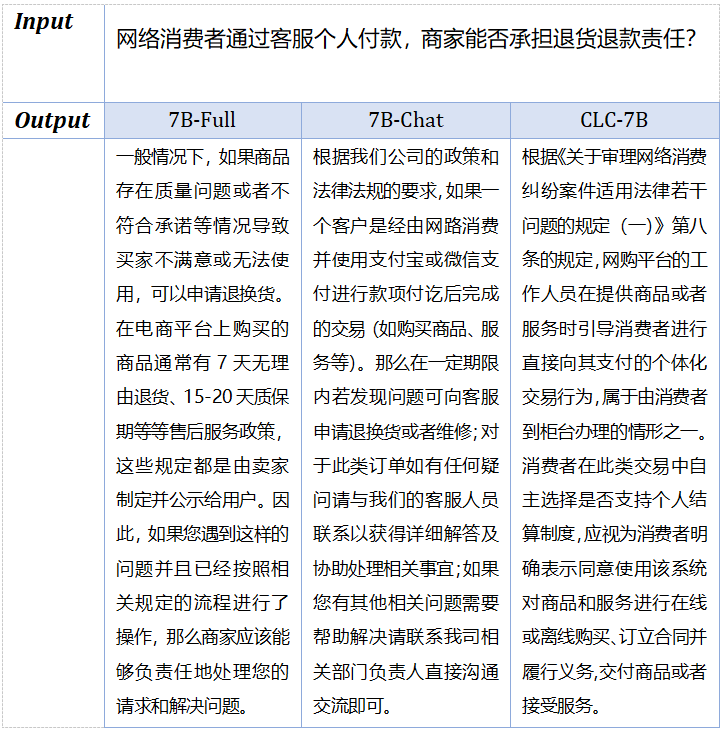 Input
网络消费者通过客服个人付款，商家能否承担退货退款责任？
Output
7B-Full
7B-Chat
CLC-7B
一般情况下，如果商品
存在质量问题或者不
符合承诺等情况导致
买家不满意或无法使
用，可以申请退换货。
在电商平台上购买的
商品通常有 7 天无理
由退货、15-20 天质保
期等等售后服务政策，
这些规定都是由卖家
制定并公示给用户。因
此，如果您遇到这样的
问题并且已经按照相
关规定的流程进行了
操作，那么商家应该能
够负责任地处理您的
请求和解决问题。
根据我们公司的政策和
法律法规的要求，如果一
个客户是经由网路消费
并使用支付宝或微信支
付进行款项付讫后完成
的交易（如购买商品、服
务等）。那么在一定期限
内若发现问题可向客服
申请退换货或者维修；对
于此类订单如有任何疑
问请与我们的客服人员
联系以获得详细解答及
协助处理相关事宜；如果
您有其他相关问题需要
帮助解决请联系我司相
关部门负责人直接沟通
交流即可。
根据《关于审理网络消费
纠纷案件适用法律若干
问题的规定（一）》第八
条的规定，网购平台的工
作人员在提供商品或者
服务时引导消费者进行
直接向其支付的个体化
交易行为，属于由消费者
到柜台办理的情形之一。
消费者在此类交易中自
主选择是否支持个人结
算制度，应视为消费者明
确表示同意使用该系统
对商品和服务进行在线
或离线购买、订立合同并
履行义务,交付商品或者
接受服务。